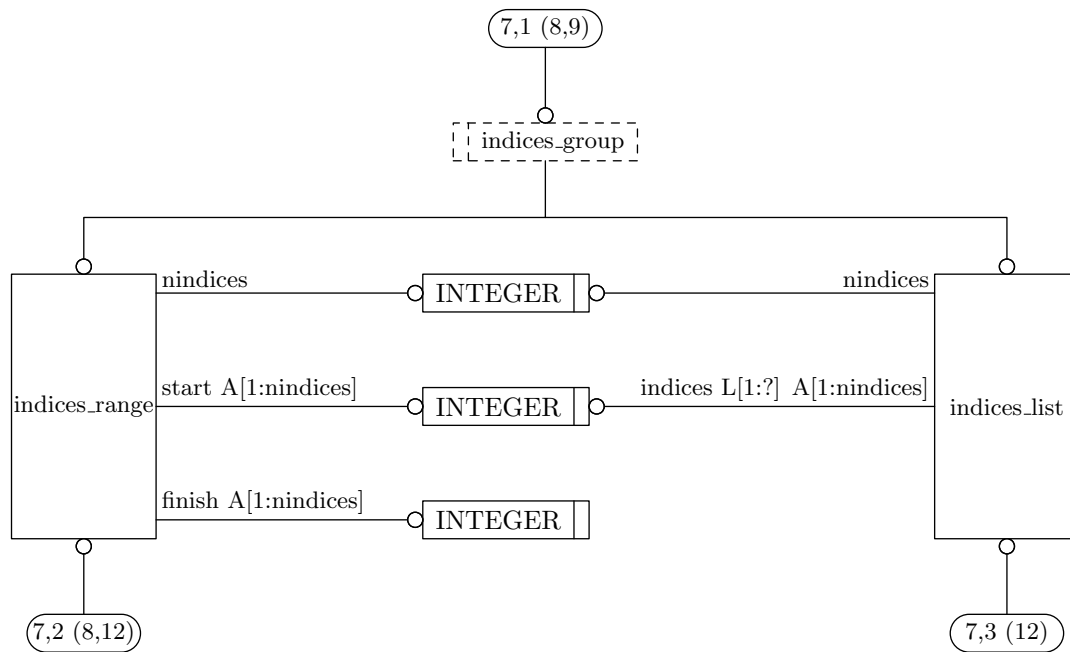 7,1 (8,9)
indices_group
nindices
INTEGER
nindices
start A[1:nindices]
INTEGER
indices L[1:?] A[1:nindices]
indices_range
indices_list
finish A[1:nindices]
INTEGER
7,2 (8,12)
7,3 (12)